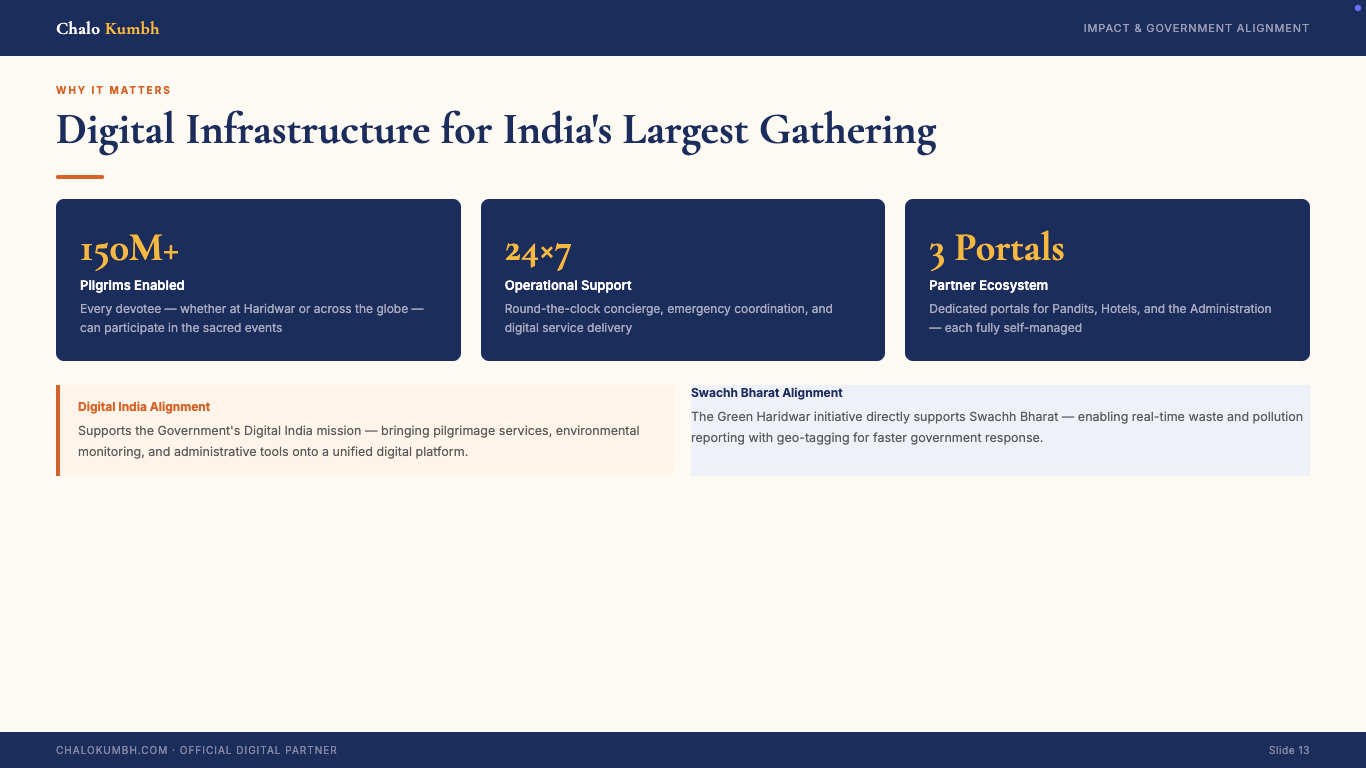 Chalo Kumbh
IMPACT & GOVERNMENT ALIGNMENT
WHY IT MATTERS
Digital Infrastructure for India's Largest Gathering
150M+
Pilgrims Enabled
Every devotee — whether at Haridwar or across the globe —
can participate in the sacred events
24×7
Operational Support
Round-the-clock concierge, emergency coordination, and
digital service delivery
3 Portals
Partner Ecosystem
Dedicated portals for Pandits, Hotels, and the Administration
— each fully self-managed
Digital India Alignment
Supports the Government's Digital India mission — bringing pilgrimage services, environmental
monitoring, and administrative tools onto a unified digital platform.
Swachh Bharat Alignment
The Green Haridwar initiative directly supports Swachh Bharat — enabling real-time waste and pollution
reporting with geo-tagging for faster government response.
CHALOKUMBH.COM · OFFICIAL DIGITAL PARTNER
Slide 13